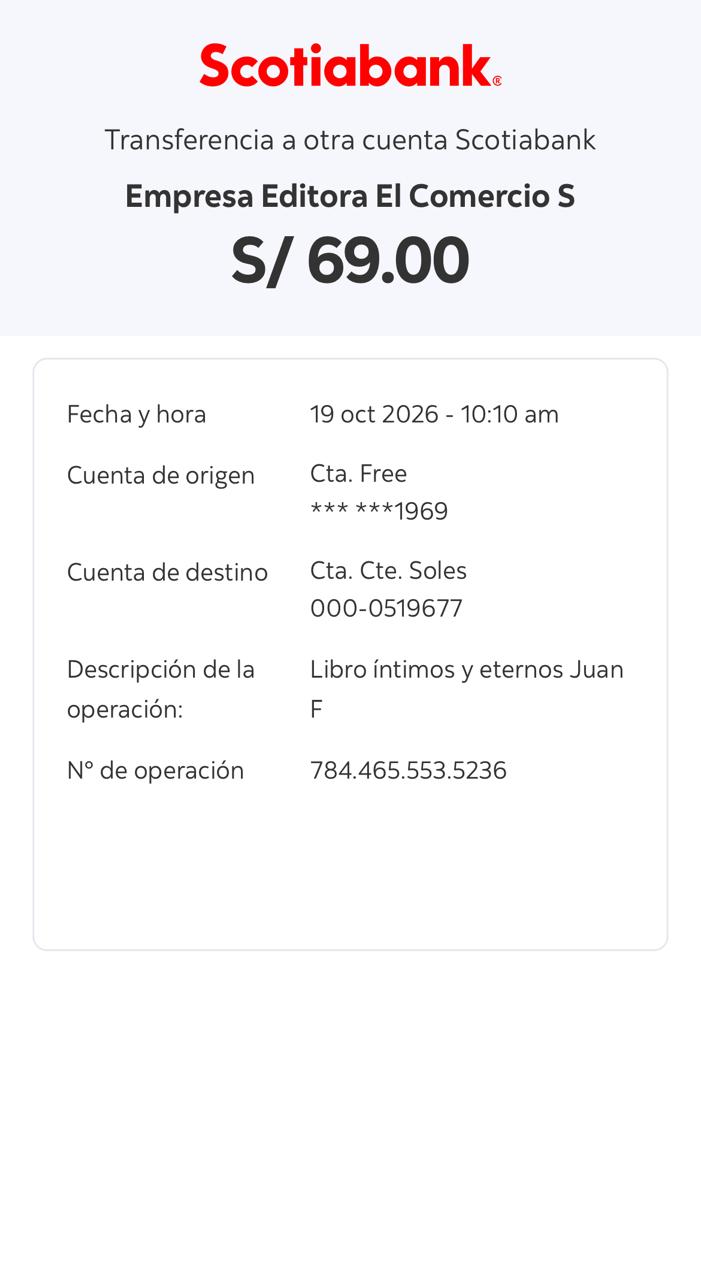 Scotiabank®
Transferencia a otra cuenta Scotiabank
Empresa Editora El Comercio S
S/ 69.00
Fecha y hora 19 oct 2026 - 10:10 am
Cuenta de origen Cta. Free
*** ***1969
Cuenta de destino Cta. Cte. Soles
000-0519677
Descripción de la Libro íntimos y eternos Juan
operación: F
N° de operación 784.465.553.5236